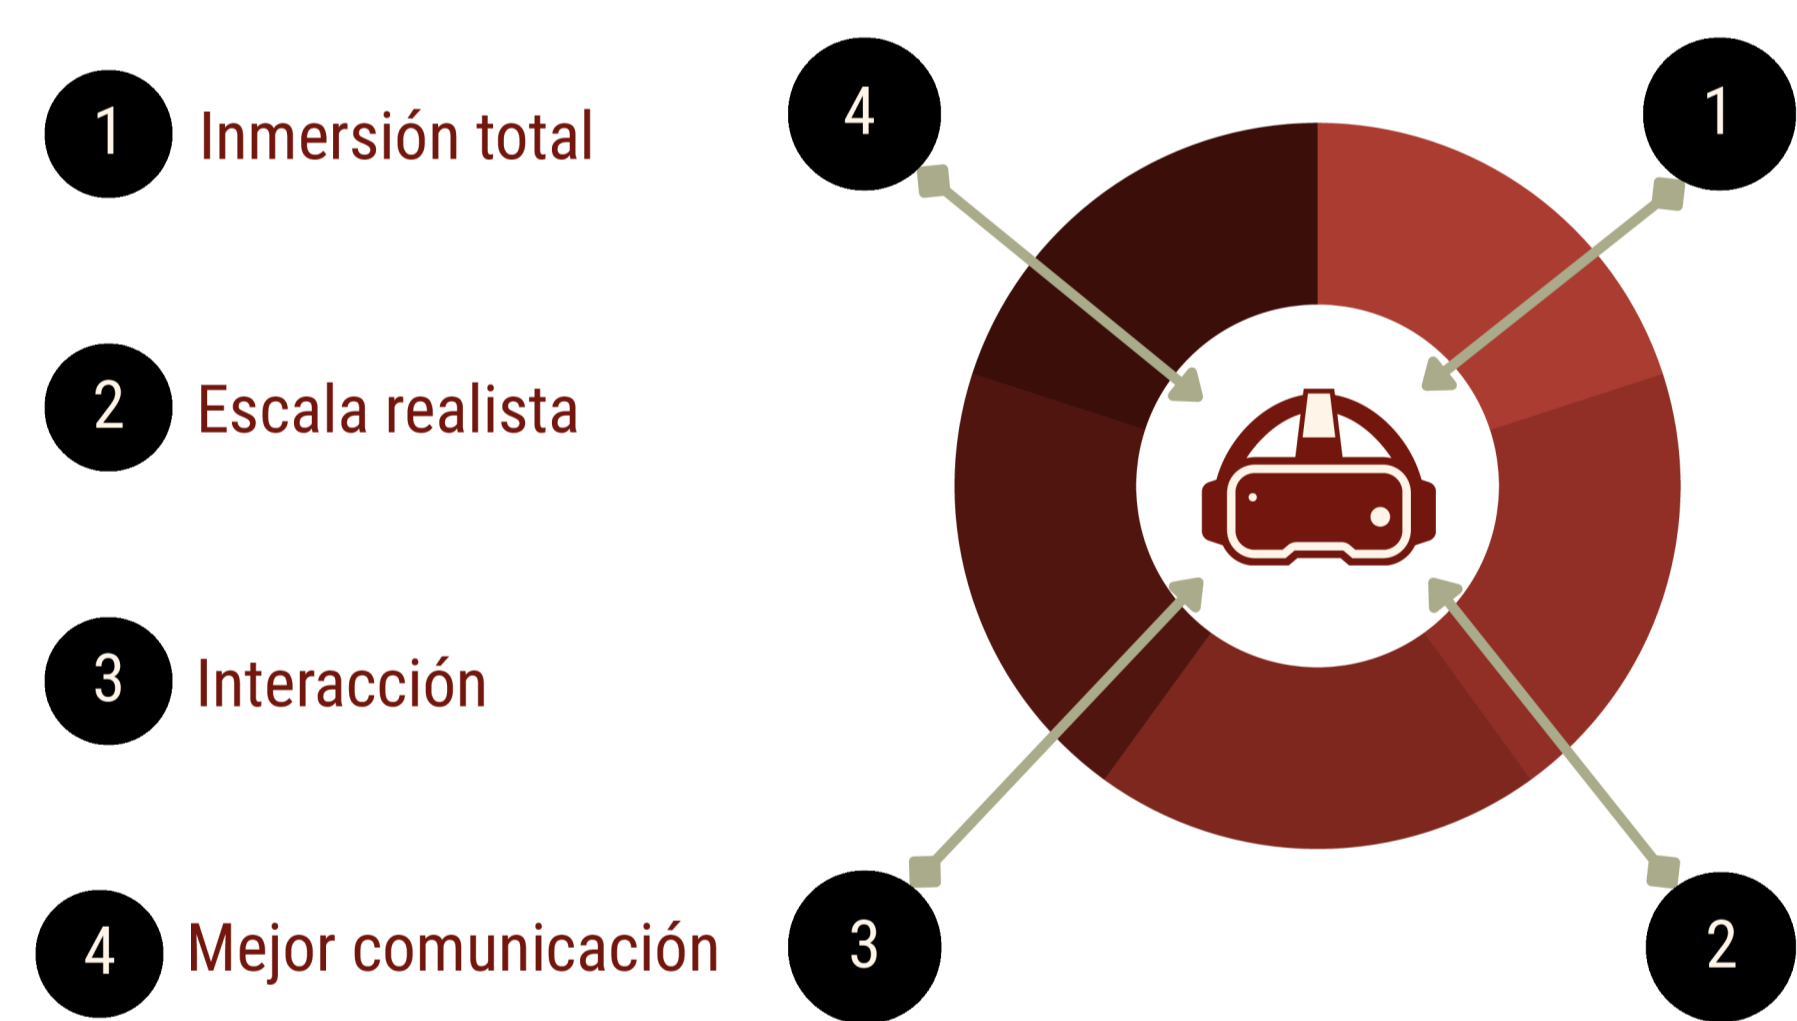 1 Inmersión total
2 Escala realista
3 Interacción
4 Mejor comunicación
4
1
3
2